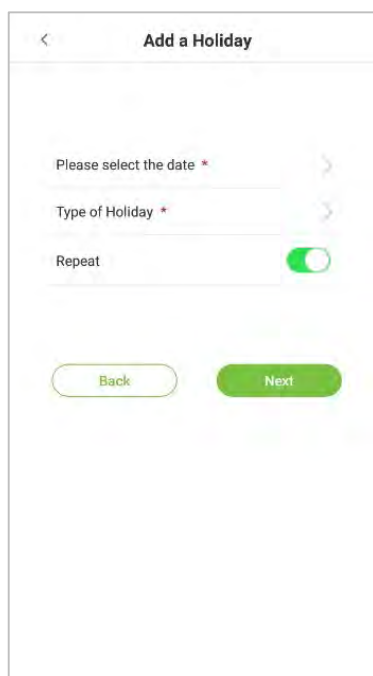 Add a Holiday
Please select the date *
Type of Holiday *
Repeat
Back
Next